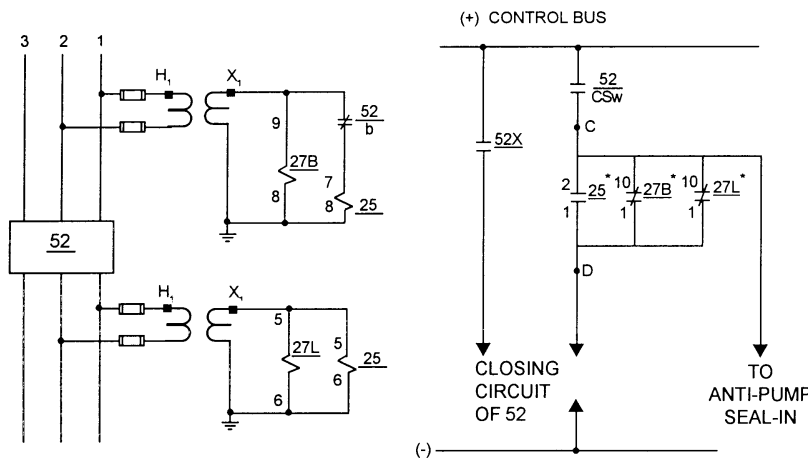 (+) CONTROL BUS
3 2 1
H1 X1
52
CSW
C
9
52
b
52X
27B
8
7
8 25
2 25* 10 27B* 10 27L*
1 1 1
52
D
H1 X1
5
27L
6
5
6 25
CLOSING
CIRCUIT
OF 52
TO
ANTI-PUMP
SEAL-IN
(-)